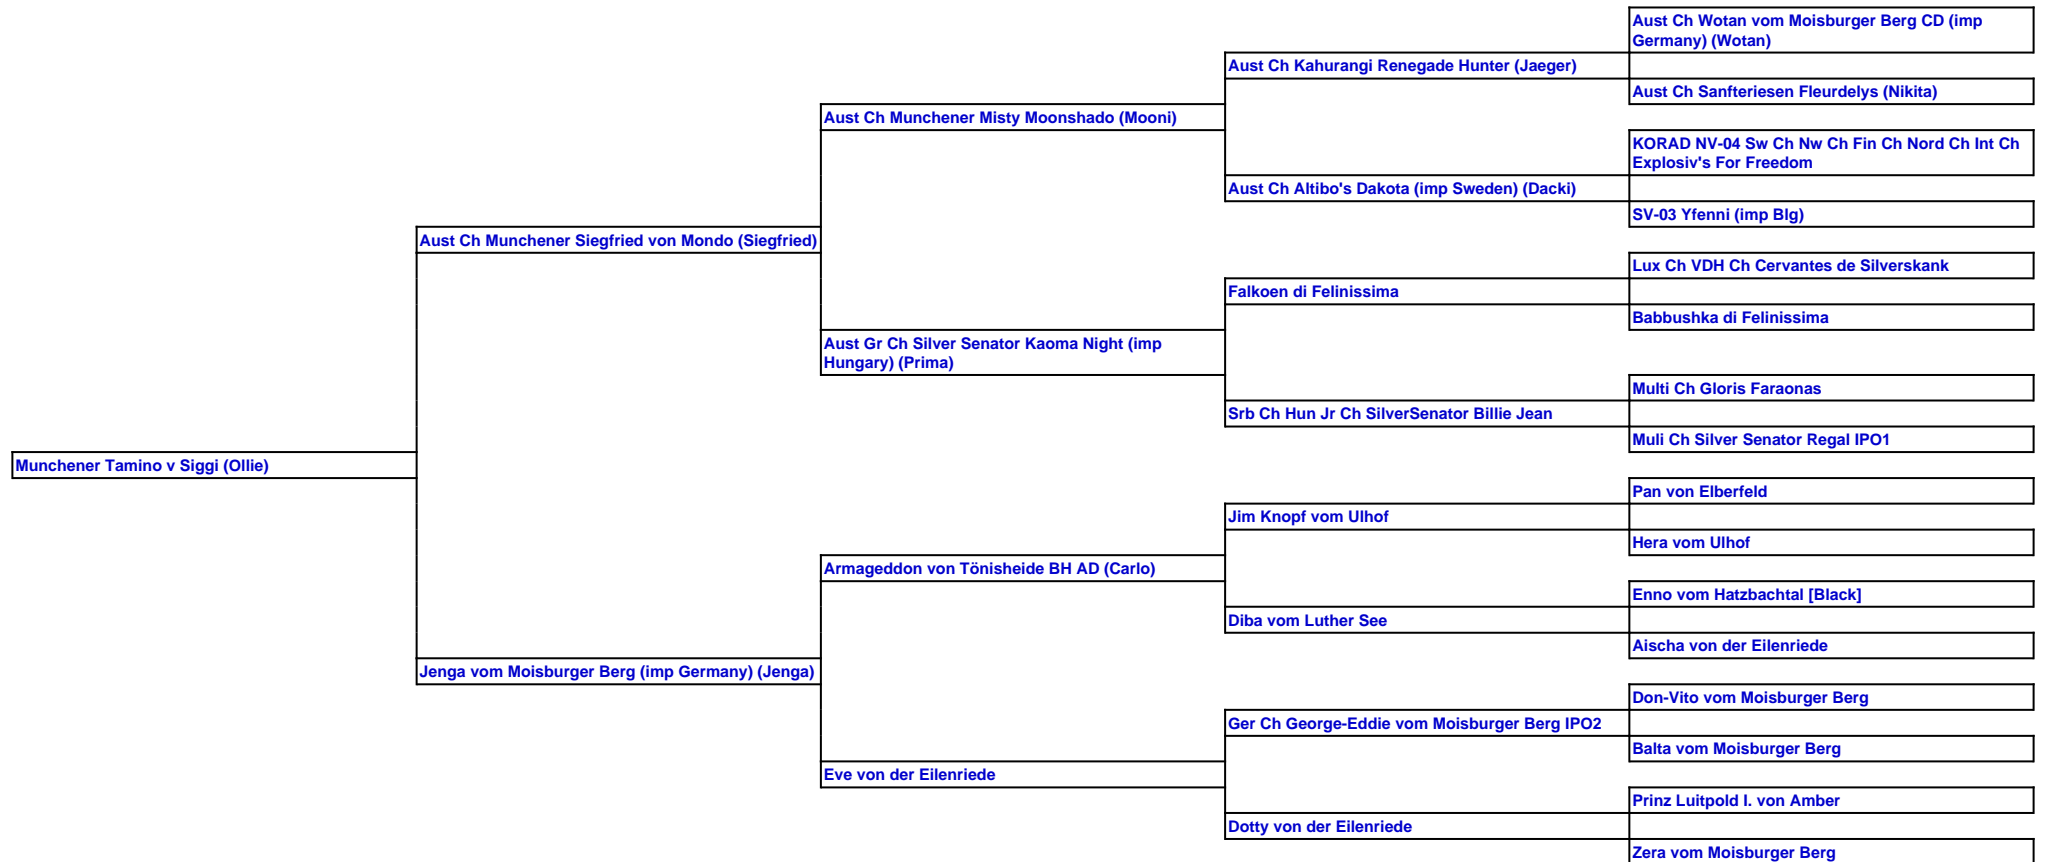 Aust Ch Wotan vom Moisburger Berg CD (imp
Germany) (Wotan)
Aust Ch Kahurangi Renegade Hunter (Jaeger)
Aust Ch Sanfteriesen Fleurdelys (Nikita)
Aust Ch Munchener Misty Moonshado (Mooni)
KORAD NV-04 Sw Ch Nw Ch Fin Ch Nord Ch Int Ch
Explosiv's For Freedom
Aust Ch Altibo's Dakota (imp Sweden) (Dacki)
SV-03 Yfenni (imp Blg)
Aust Ch Munchener Siegfried von Mondo (Siegfried)
Lux Ch VDH Ch Cervantes de Silverskank
Falkoen di Felinissima
Babbushka di Felinissima
Aust Gr Ch Silver Senator Kaoma Night (imp
Hungary) (Prima)
Multi Ch Gloris Faraonas
Srb Ch Hun Jr Ch SilverSenator Billie Jean
Muli Ch Silver Senator Regal IPO1
Munchener Tamino v Siggi (Ollie)
Pan von Elberfeld
Jim Knopf vom Ulhof
Hera vom Ulhof
Armageddon von Tönisheide BH AD (Carlo)
Enno vom Hatzbachtal [Black]
Diba vom Luther See
Aischa von der Eilenriede
Jenga vom Moisburger Berg (imp Germany) (Jenga)
Don-Vito vom Moisburger Berg
Ger Ch George-Eddie vom Moisburger Berg IPO2
Balta vom Moisburger Berg
Eve von der Eilenriede
Prinz Luitpold I. von Amber
Dotty von der Eilenriede
Zera vom Moisburger Berg